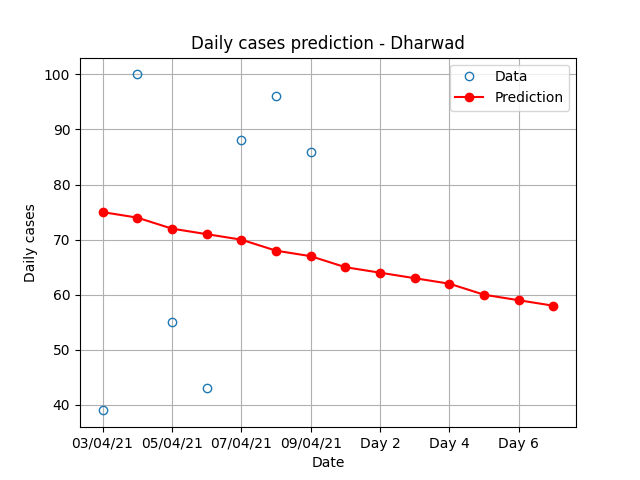 Daily cases prediction - Dharwad
Data
Prediction
100
90
80
70
60
50
40
Daily cases
03/04/21 05/04/21 07/04/21 09/04/21 Day 2 Day 4 Day 6
Date